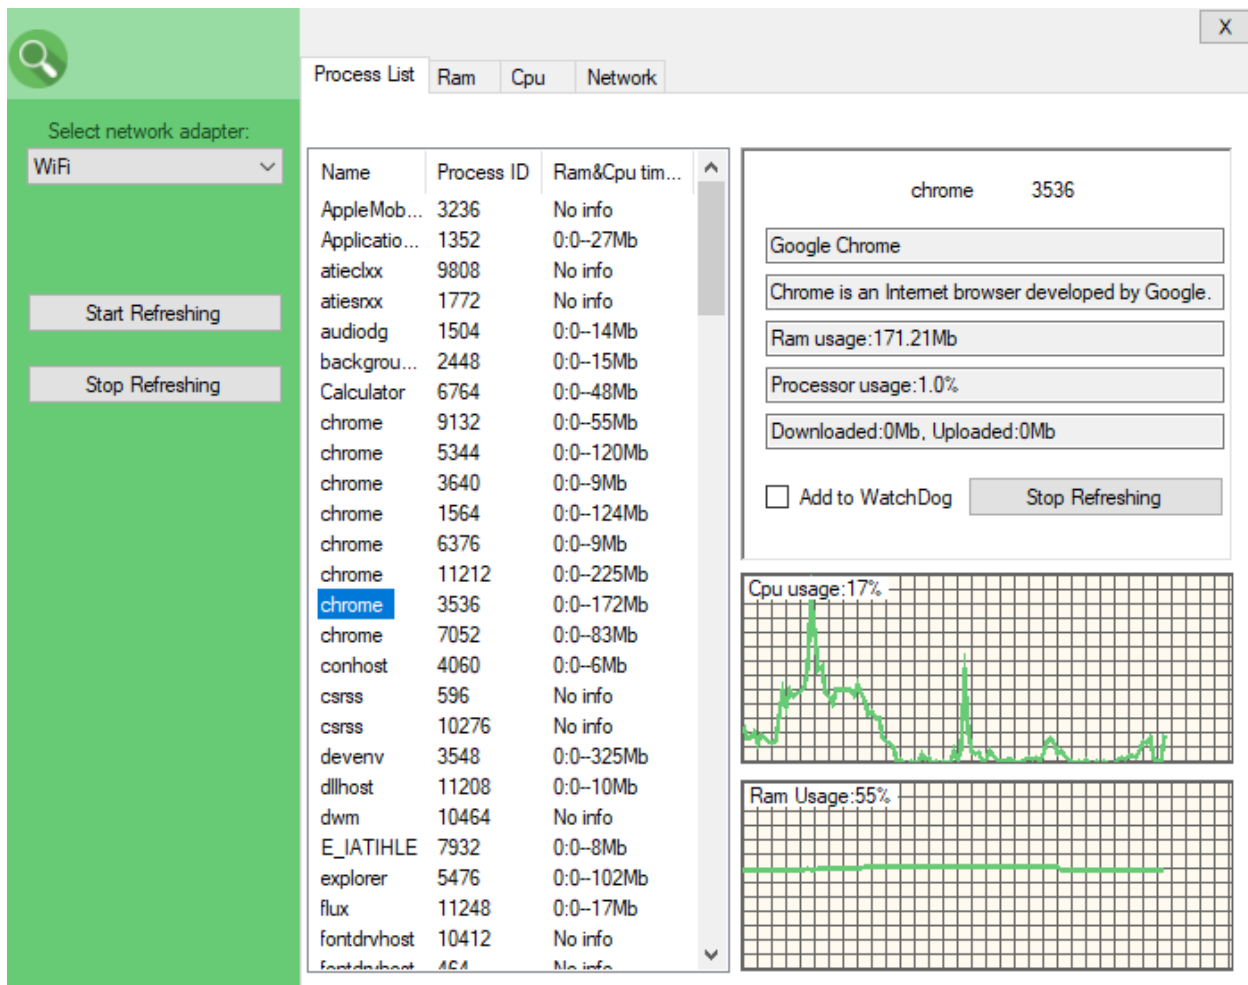 X
Process List Ram Cpu Network
Select network adapter:
WiFi
Start Refreshing
Stop Refreshing
Name Process ID Ram&Cpu tim...
AppleMob... 3236 No info
Applicatio... 1352 0:0--27Mb
atieclxx 9808 No info
atiesrxx 1772 No info
audiodg 1504 0:0--14Mb
backgrou... 2448 0:0--15Mb
Calculator 6764 0:0--48Mb
chrome 9132 0:0--55Mb
chrome 5344 0:0--120Mb
chrome 3640 0:0--9Mb
chrome 1564 0:0--124Mb
chrome 6376 0:0--9Mb
chrome 11212 0:0--225Mb
chrome 3536 0:0--172Mb
chrome 7052 0:0--83Mb
conhost 4060 0:0--6Mb
csrss 596 No info
csrss 10276 No info
devenv 3548 0:0--325Mb
dllhost 11208 0:0--10Mb
dwm 10464 No info
E_IATIHLE 7932 0:0--8Mb
explorer 5476 0:0--102Mb
flux 11248 0:0--17Mb
fontdrvhost 10412 No info
fontdrvhost 464 No info
chrome 3536
Google Chrome
Chrome is an Internet browser developed by Google.
Ram usage:171.21Mb
Processor usage:1.0%
Downloaded:0Mb, Uploaded:0Mb
Add to WatchDog Stop Refreshing
Cpu usage:17%
Ram Usage:55%